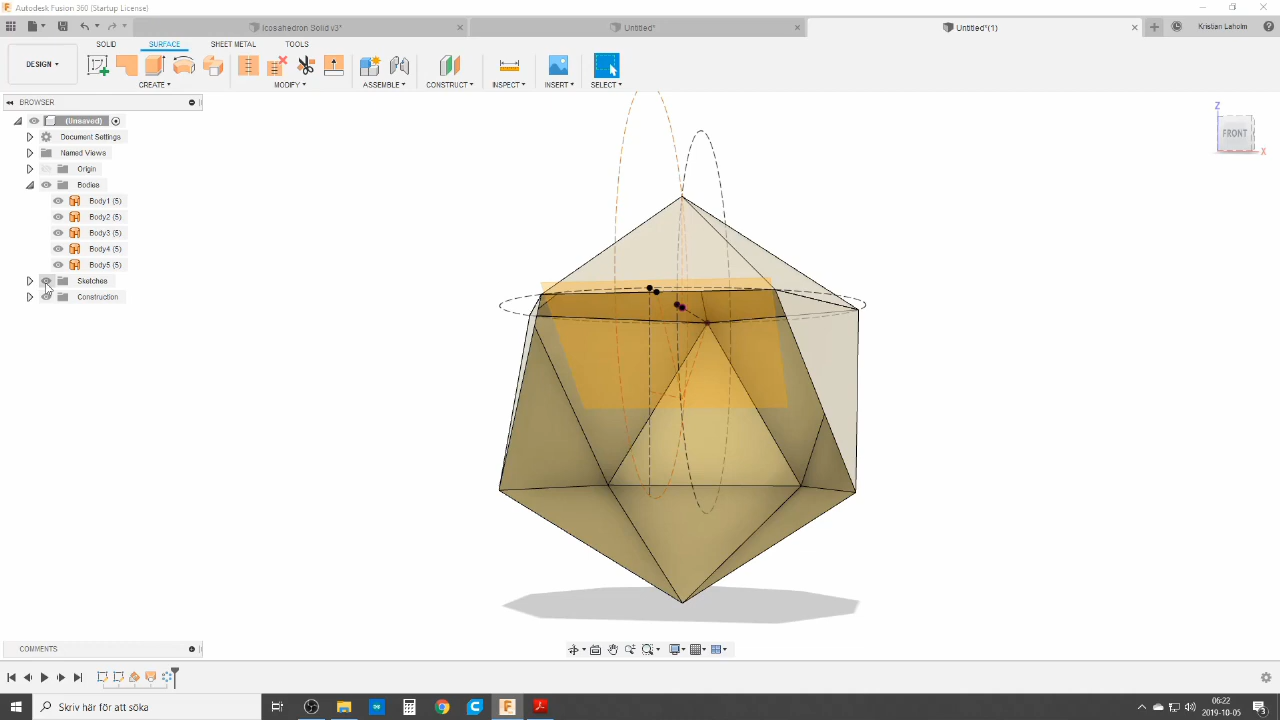 Autodesk Fusion 360 (Startup License)
Icosahedron Solid v3*
Untitled*
Untitled*(1)
Kristian Laholm
SOLID
SURFACE
SHEET METAL
TOOLS
DESIGN
CREATE
MODIFY
ASSEMBLE
CONSTRUCT
INSPECT
INSERT
SELECT
BROWSER
(Unsaved)
Document Settings
Named Views
Origin
Bodies
Body1 (5)
Body2 (5)
Body3 (5)
Body4 (5)
Body5 (5)
Sketches
Construction
Z
FRONT
X
COMMENTS
Skriv här för att söka
06:22
2019-10-05
3